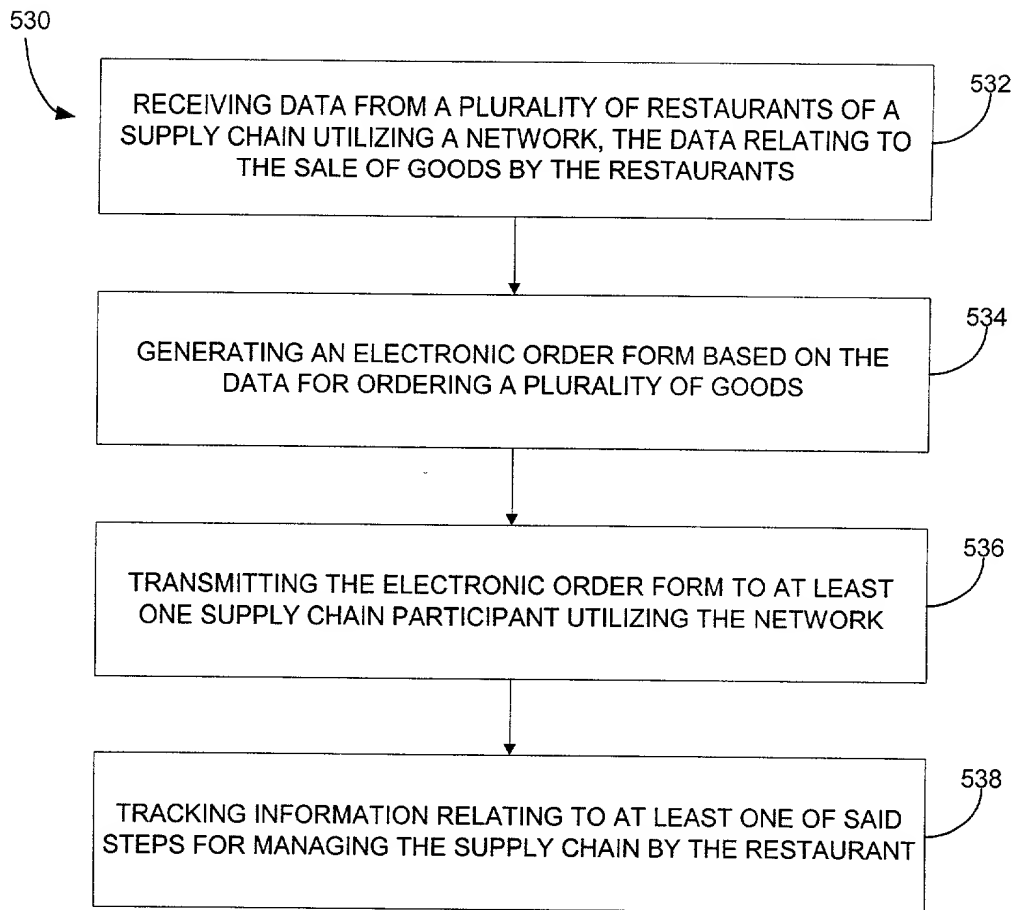 530
RECEIVING DATA FROM A PLURALITY OF RESTAURANTS OF A
SUPPLY CHAIN UTILIZING A NETWORK, THE DATA RELATING TO
THE SALE OF GOODS BY THE RESTAURANTS
532
GENERATING AN ELECTRONIC ORDER FORM BASED ON THE
DATA FOR ORDERING A PLURALITY OF GOODS
534
TRANSMITTING THE ELECTRONIC ORDER FORM TO AT LEAST
ONE SUPPLY CHAIN PARTICIPANT UTILIZING THE NETWORK
536
TRACKING INFORMATION RELATING TO AT LEAST ONE OF SAID
STEPS FOR MANAGING THE SUPPLY CHAIN BY THE RESTAURANT
538